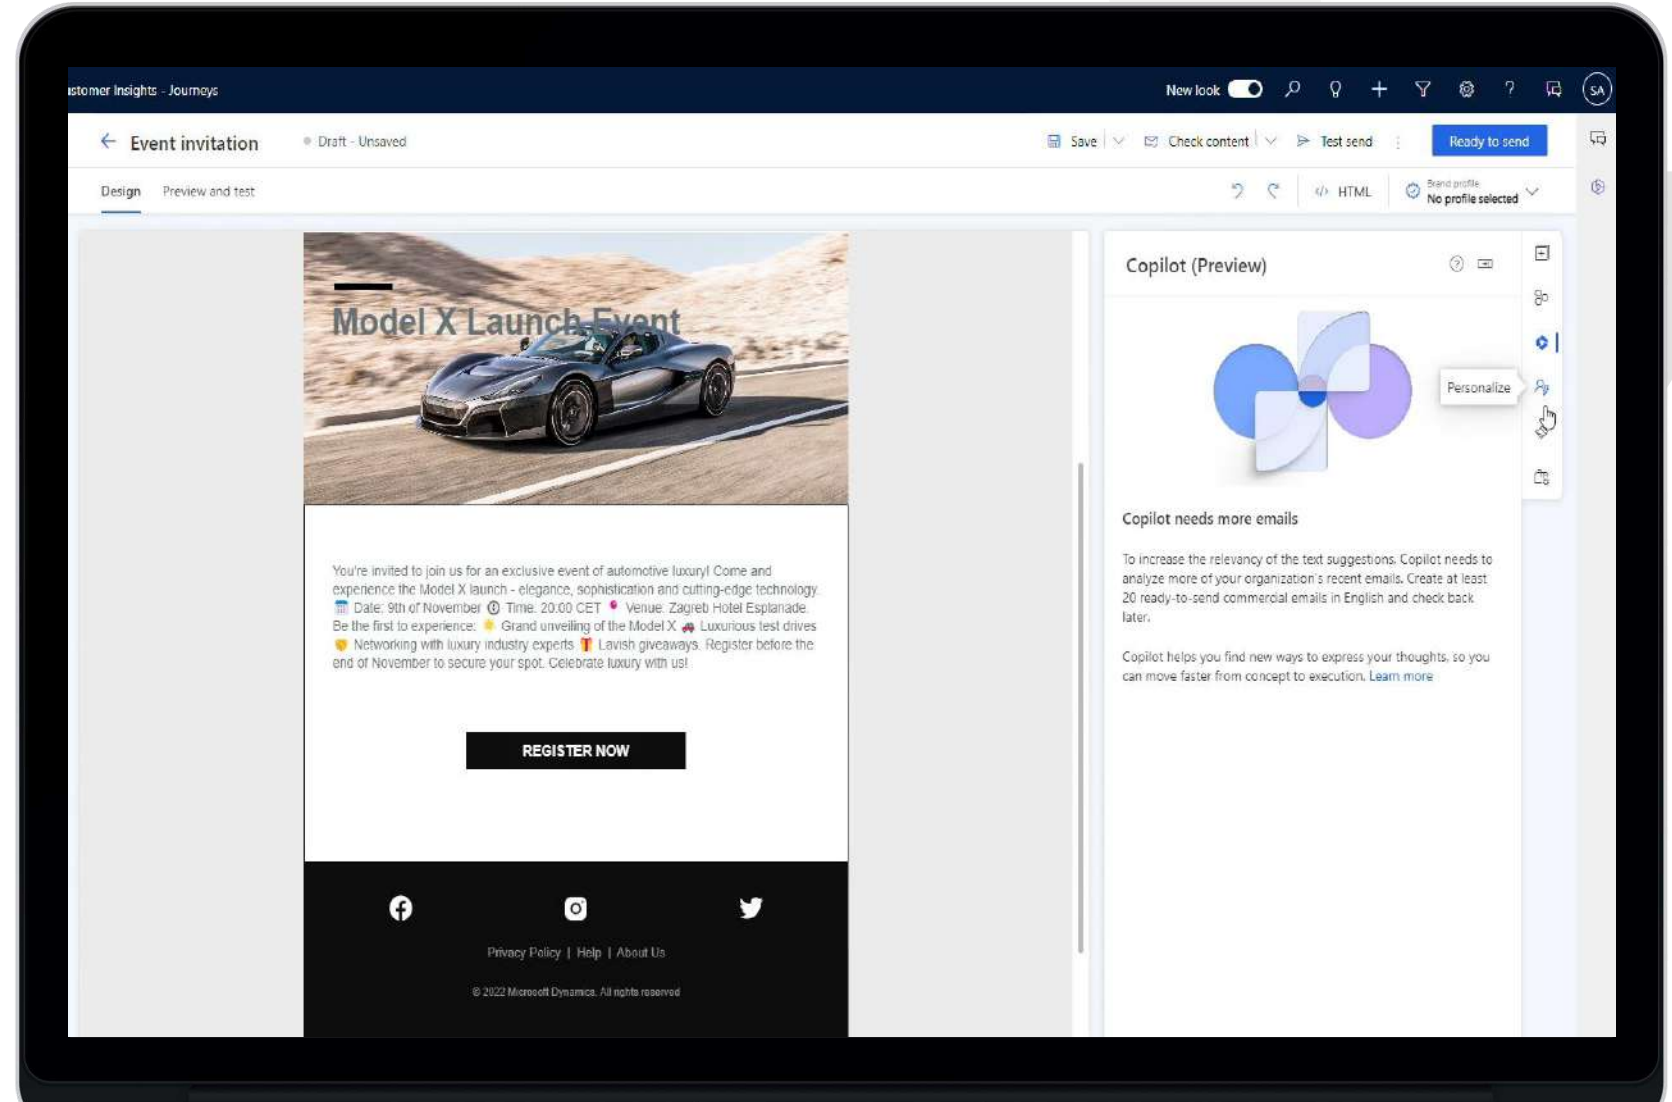 ustomer Insights - Journeys
New look
?
SA
Event invitation
Draft - Unsaved
Save
Check content
Test send
Ready to send
Design
Preview and test
</> HTML
Brand profile
No profile selected
Model X Launch Event
You're invited to join us for an exclusive event of automotive luxury! Come and
experience the Model X launch - elegance, sophistication and cutting-edge technology.
📅 Date: 9th of November 🕗 Time: 20:00 CET 📍 Venue: Zagreb Hotel Esplanade.
Be the first to experience: 🌟 Grand unveiling of the Model X 🚗 Luxurious test drives
🤝 Networking with luxury industry experts 🎁 Lavish giveaways. Register before the
end of November to secure your spot. Celebrate luxury with us!
REGISTER NOW
Privacy Policy | Help | About Us
© 2022 Microsoft Dynamics. All rights reserved
Copilot (Preview)
?
Personalize
Copilot needs more emails
To increase the relevancy of the text suggestions, Copilot needs to
analyze more of your organization's recent emails. Create at least
20 ready-to-send commercial emails in English and check back
later.
Copilot helps you find new ways to express your thoughts, so you
can move faster from concept to execution. Learn more